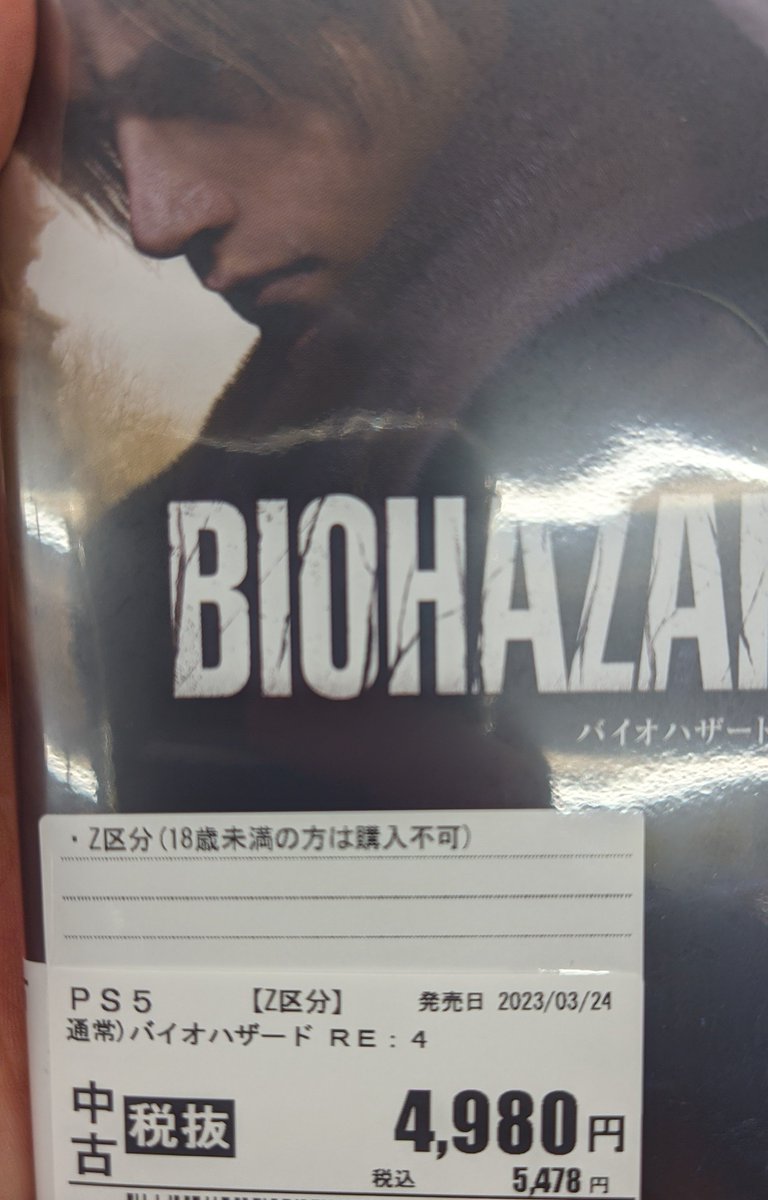 BIOHAZA
バイオハザード
・Z区分(18歳未満の方は購入不可)
PS5 【Z区分】 発売日 2023/03/24
通常)バイオハザード RE:4
中古 税抜 4,980円
税込 5,478円